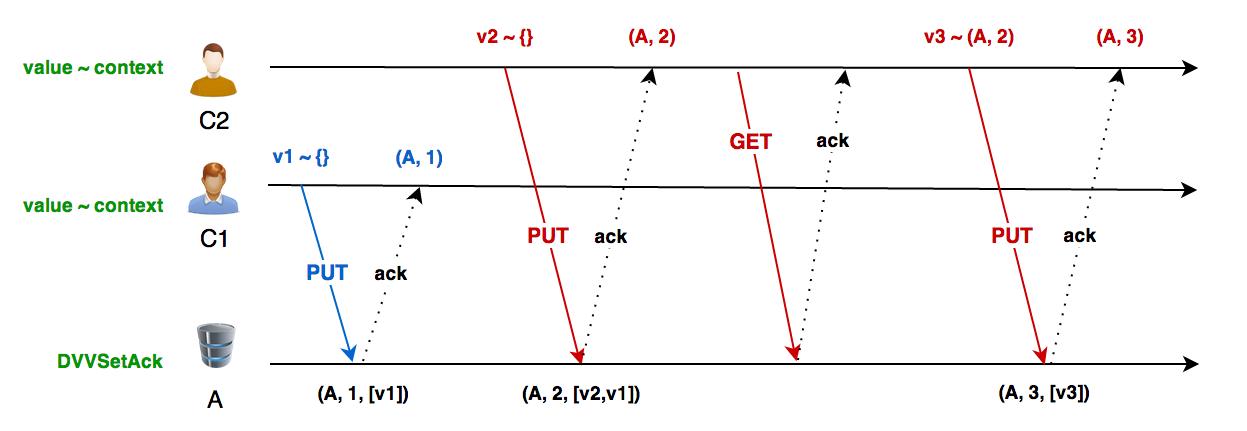 v2 ~ {}
(A, 2)
v3 ~ (A, 2)
(A, 3)
value ~ context
C2
GET
ack
v1 ~ {}
(A, 1)
value ~ context
C1
PUT
ack
PUT
ack
PUT
ack
DVVSetAck
A
(A, 1, [v1])
(A, 2, [v2,v1])
(A, 3, [v3])